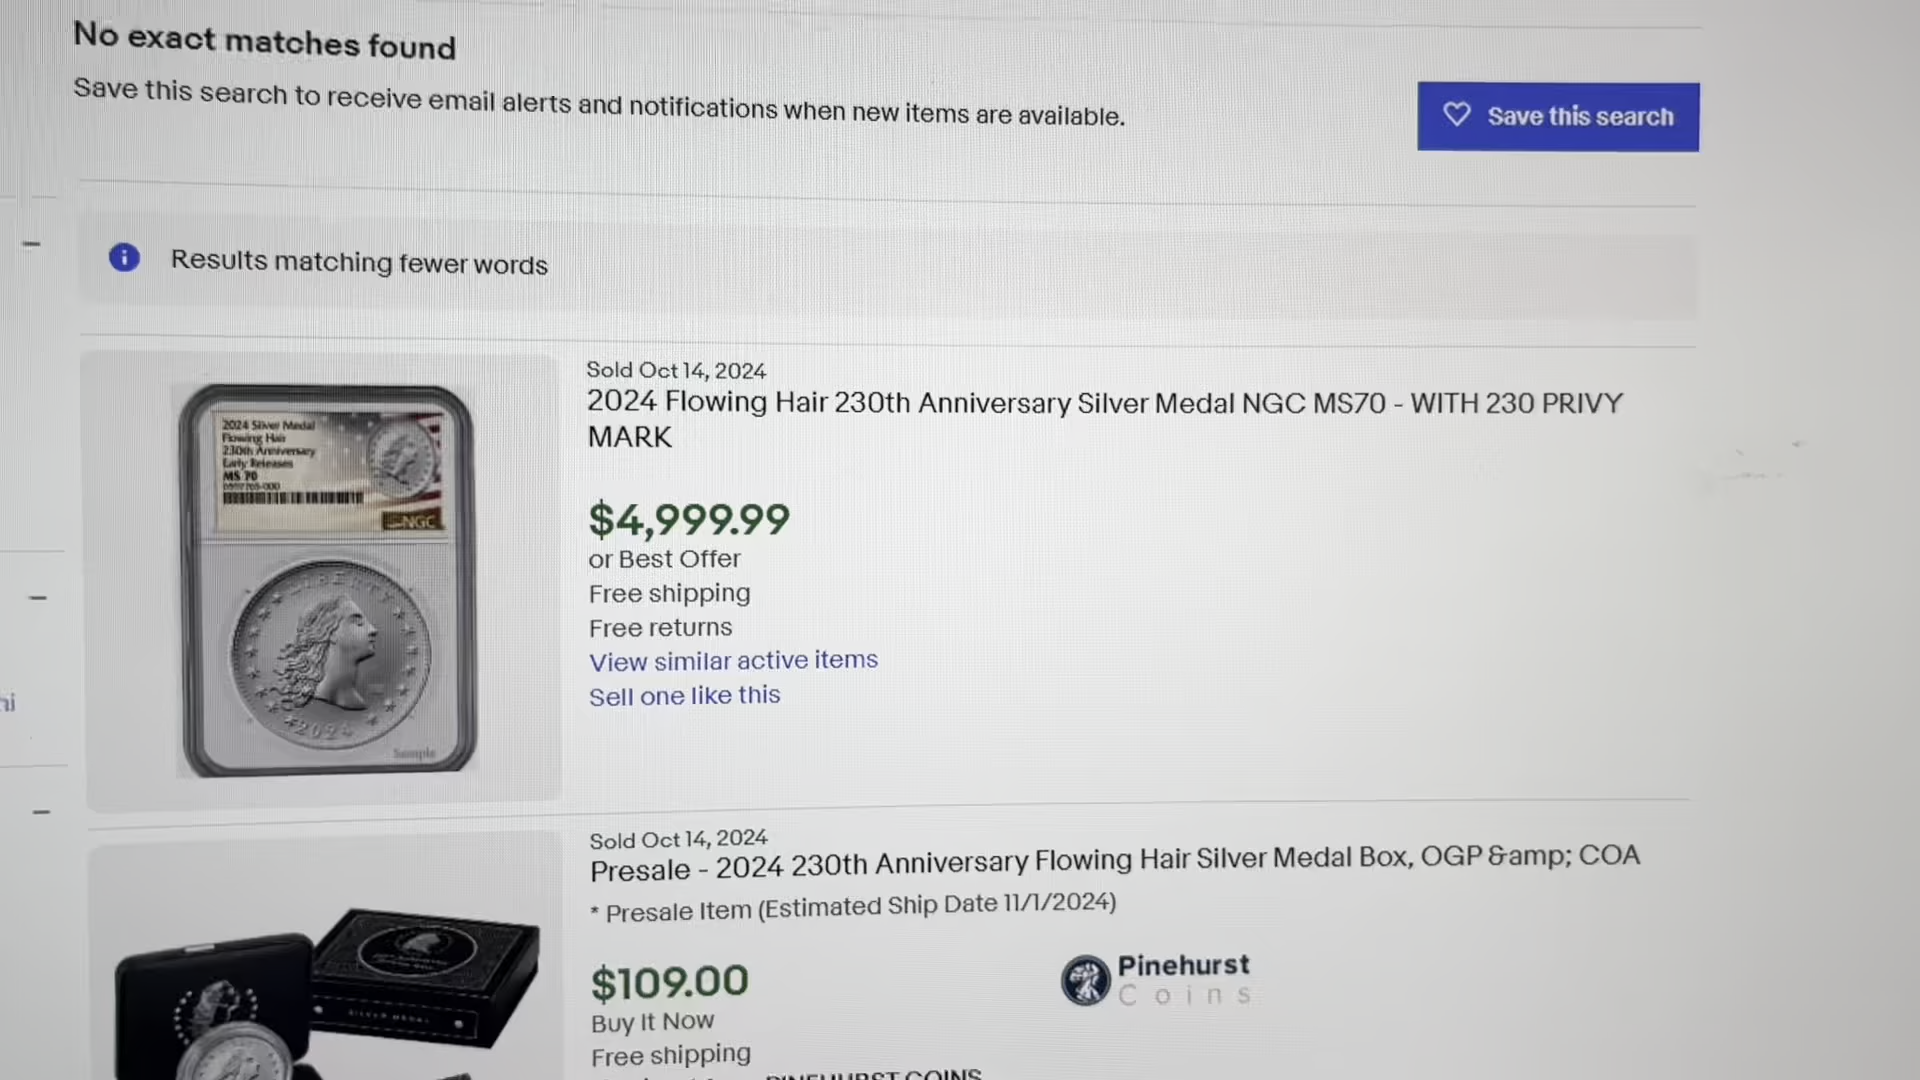 No exact matches found
Save this search to receive email alerts and notifications when new items are available.
Save this search
Results matching fewer words
Sold Oct 14, 2024
2024 Flowing Hair 230th Anniversary Silver Medal NGC MS70 - WITH 230 PRIVY
MARK
2024 Silver Medal
Flowing Hair
230th Anniversary
Early Releases
MS 70
NGC
LIBERTY
2024
Sample
$4,999.99
or Best Offer
Free shipping
Free returns
View similar active items
Sell one like this
Sold Oct 14, 2024
Presale - 2024 230th Anniversary Flowing Hair Silver Medal Box, OGP &amp; COA
* Presale Item (Estimated Ship Date 11/1/2024)
$109.00
Buy It Now
Free shipping
Pinehurst
Coins
SILVER MEDAL
PINEHURST COINS